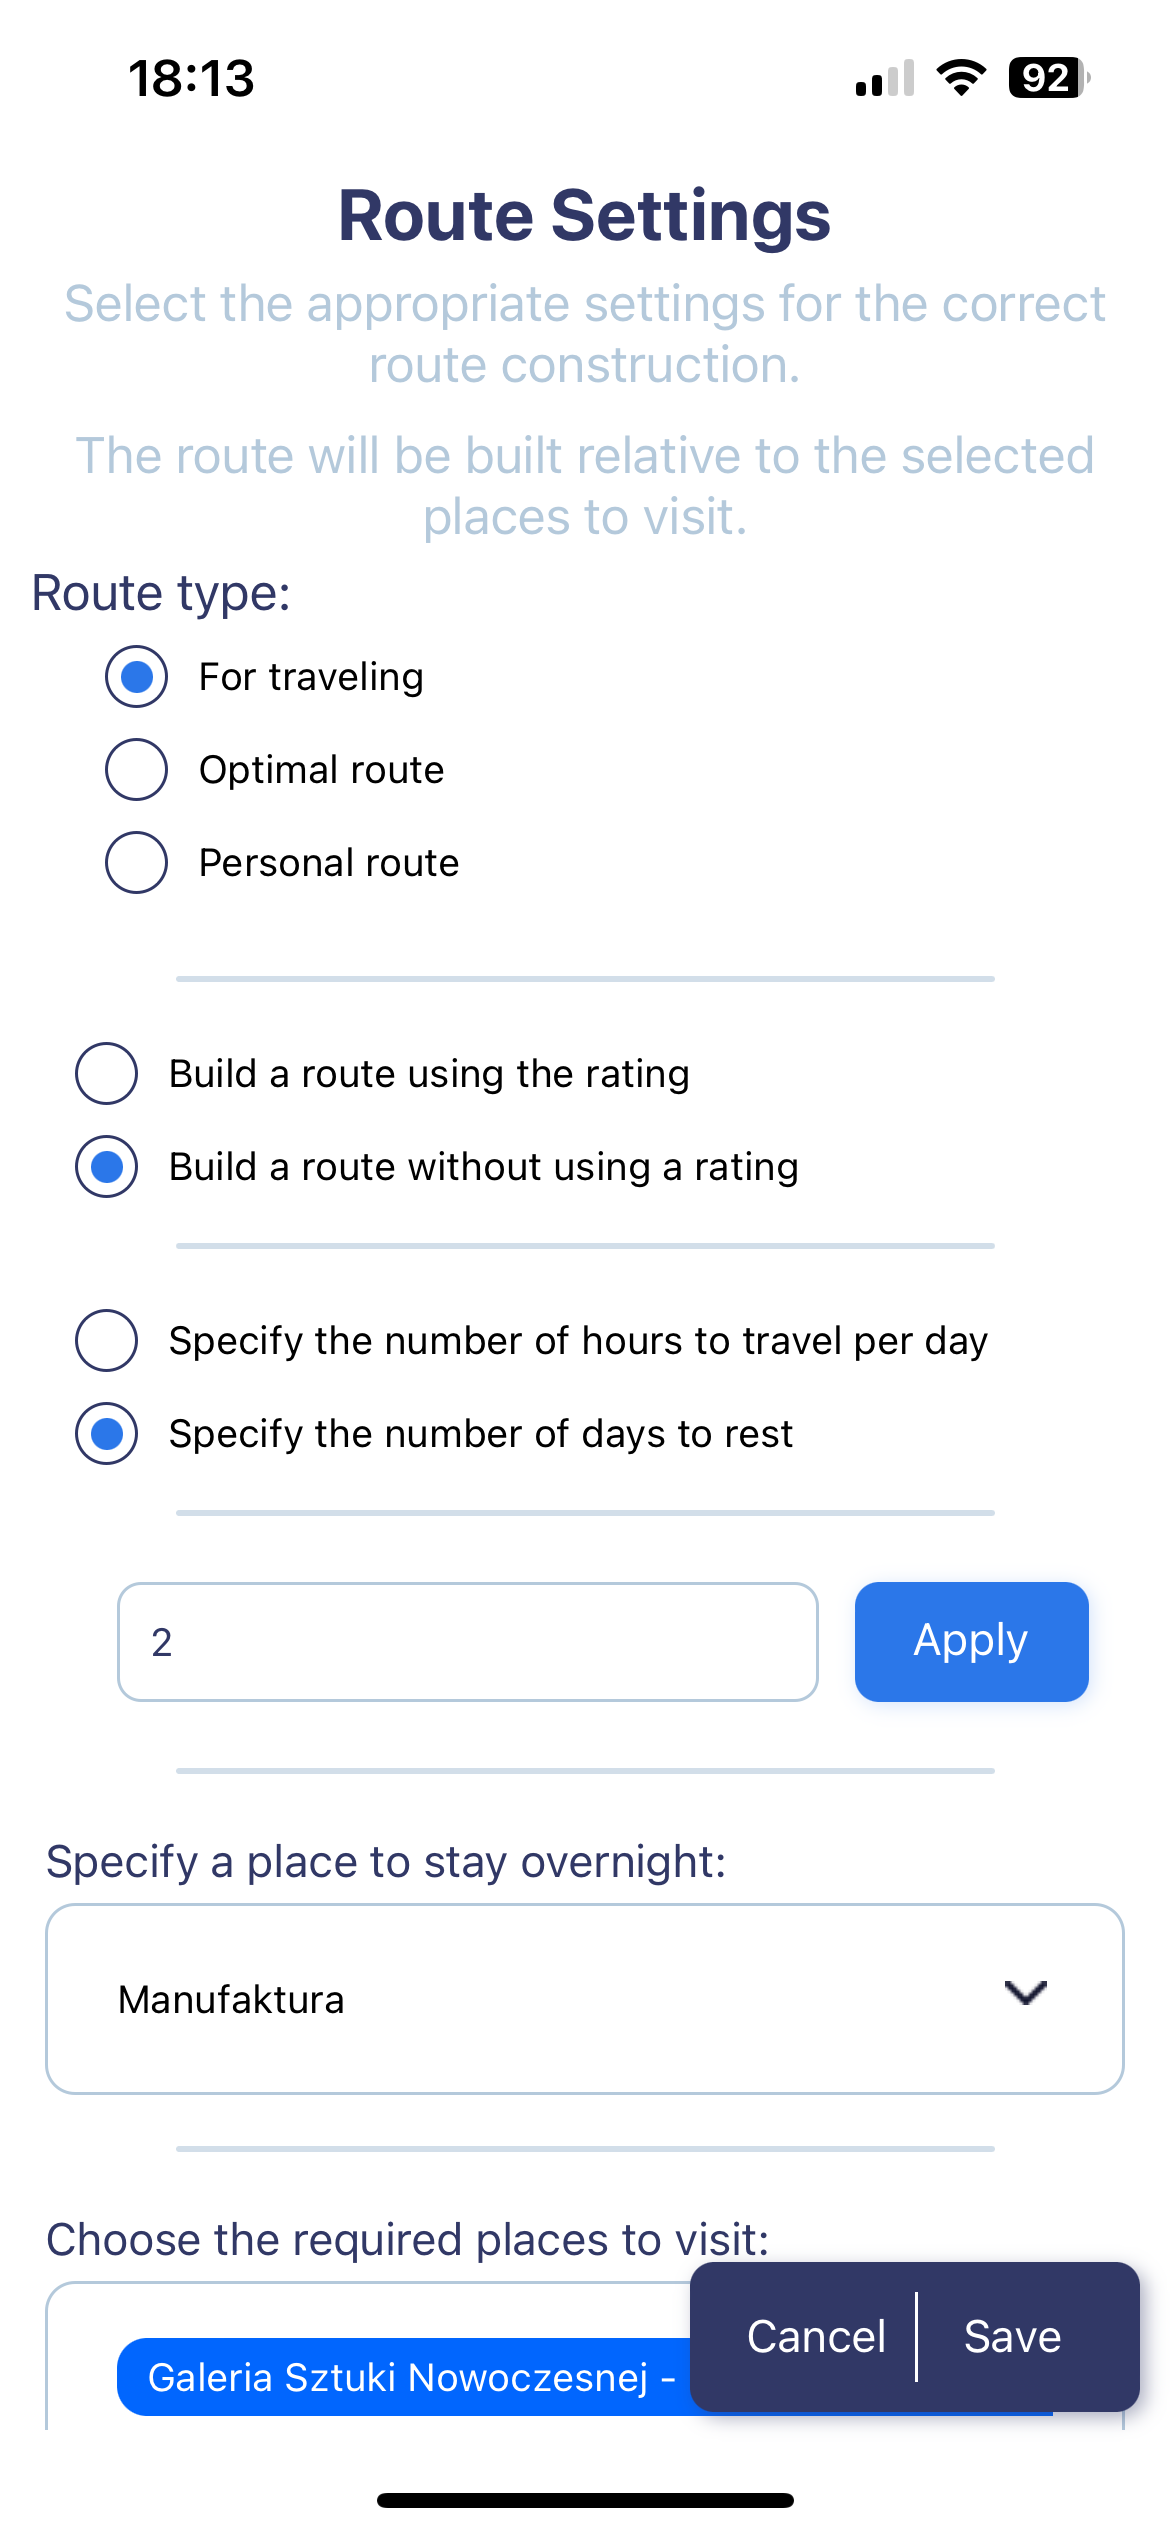 18:13
92
Route Settings
Select the appropriate settings for the correct
route construction.
The route will be built relative to the selected
places to visit.
Route type:
For traveling
Optimal route
Personal route
Build a route using the rating
Build a route without using a rating
Specify the number of hours to travel per day
Specify the number of days to rest
2
Apply
Specify a place to stay overnight:
Manufaktura
Choose the required places to visit:
Cancel
Save
Galeria Sztuki Nowoczesnej -